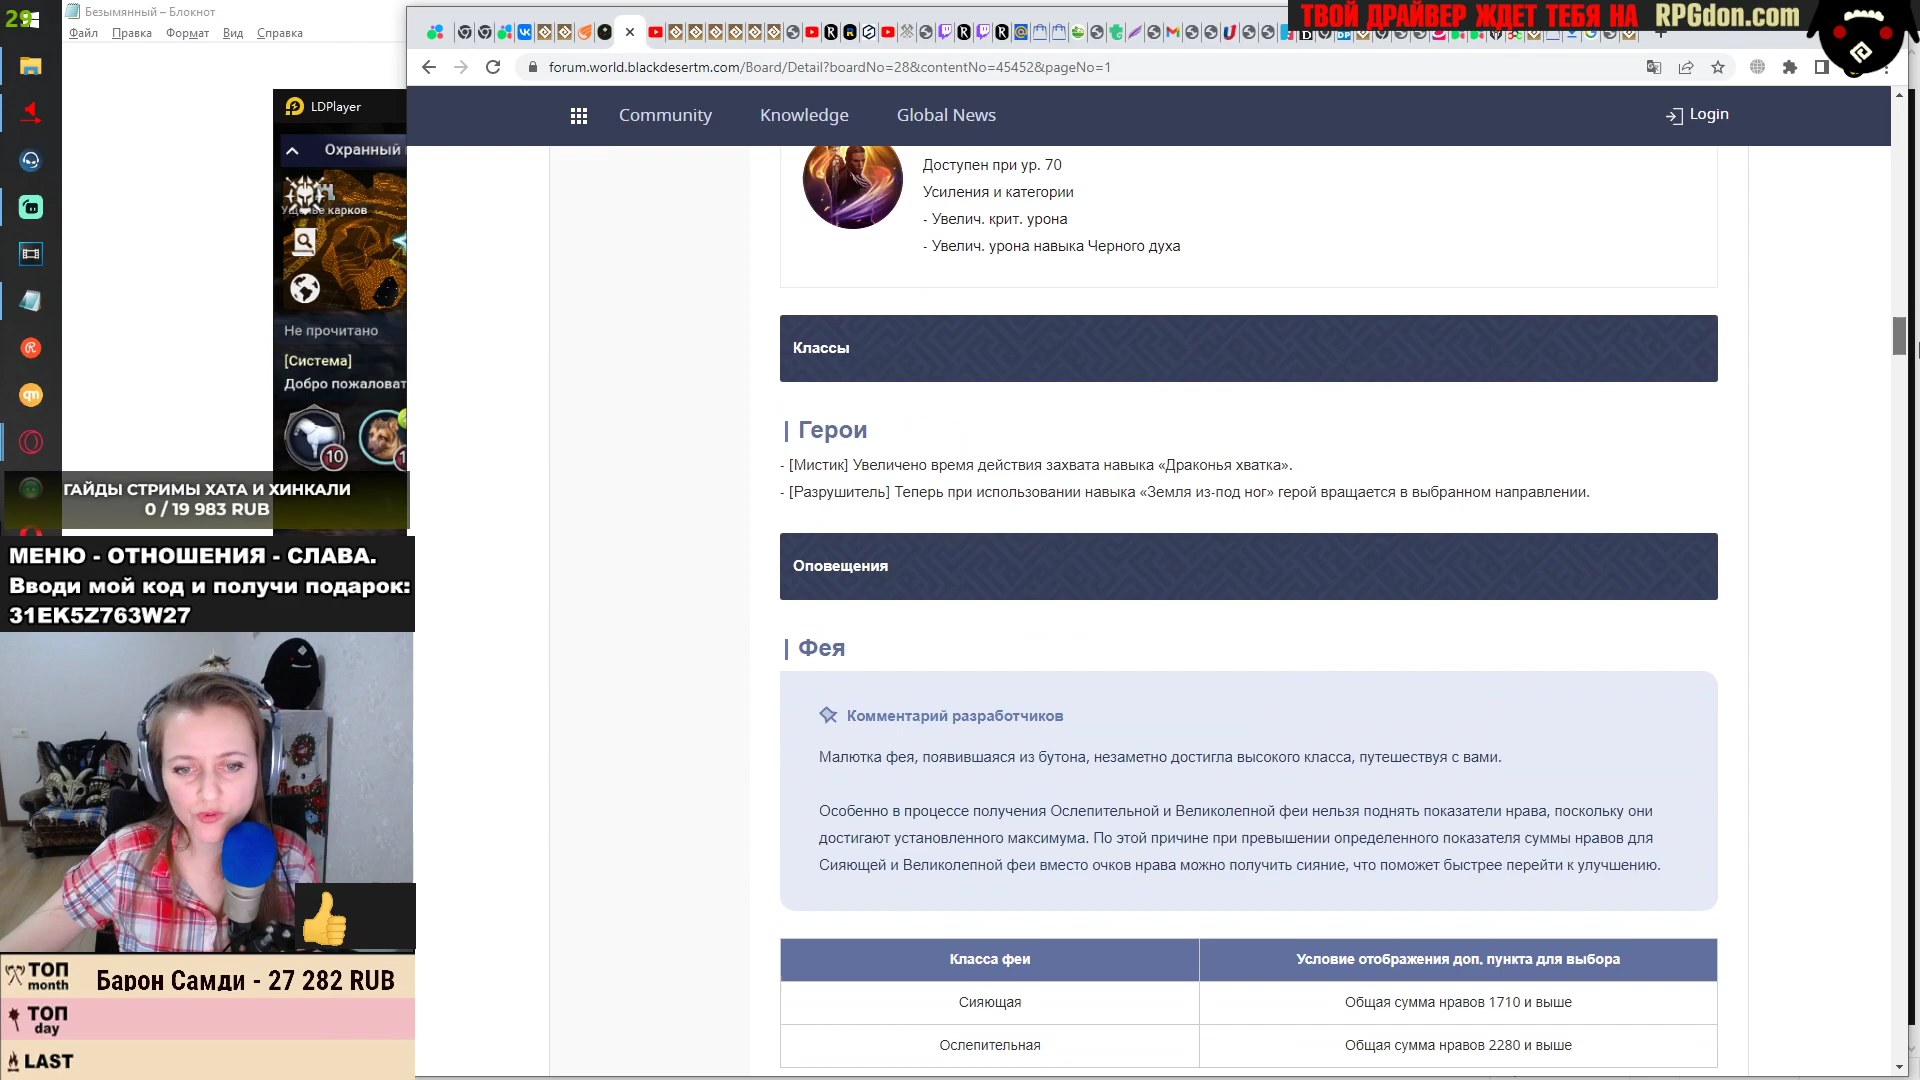 29
Безымянный – Блокнот
Файл Правка Формат Вид Справка
ТВОЙ ДРАЙВЕР ЖДЕТ ТЕБЯ НА RPGdon.com
forum.world.blackdesertm.com/Board/Detail?boardNo=28&contentNo=45452&pageNo=1
LDPlayer
Охранный
Ущелье карков
Не прочитано
[Система]
Добро пожаловат
10
1
Community Knowledge Global News Login
Доступен при ур. 70
Усиления и категории
- Увелич. крит. урона
- Увелич. урона навыка Черного духа
Классы
| Герои
- [Мистик] Увеличено время действия захвата навыка «Драконья хватка».
- [Разрушитель] Теперь при использовании навыка «Земля из-под ног» герой вращается в выбранном направлении.
Оповещения
| Фея
Комментарий разработчиков
Малютка фея, появившаяся из бутона, незаметно достигла высокого класса, путешествуя с вами.
Особенно в процессе получения Ослепительной и Великолепной феи нельзя поднять показатели нрава, поскольку они
достигают установленного максимума. По этой причине при превышении определенного показателя суммы нравов для
Сияющей и Великолепной феи вместо очков нрава можно получить сияние, что поможет быстрее перейти к улучшению.
Класса феи Условие отображения доп. пункта для выбора
Сияющая Общая сумма нравов 1710 и выше
Ослепительная Общая сумма нравов 2280 и выше
ГАЙДЫ СТРИМЫ ХАТА И ХИНКАЛИ
0 / 19 983 RUB
МЕНЮ - ОТНОШЕНИЯ - СЛАВА.
Вводи мой код и получи подарок:
31EK5Z763W27
ТОП month Барон Самди - 27 282 RUB
ТОП day
LAST